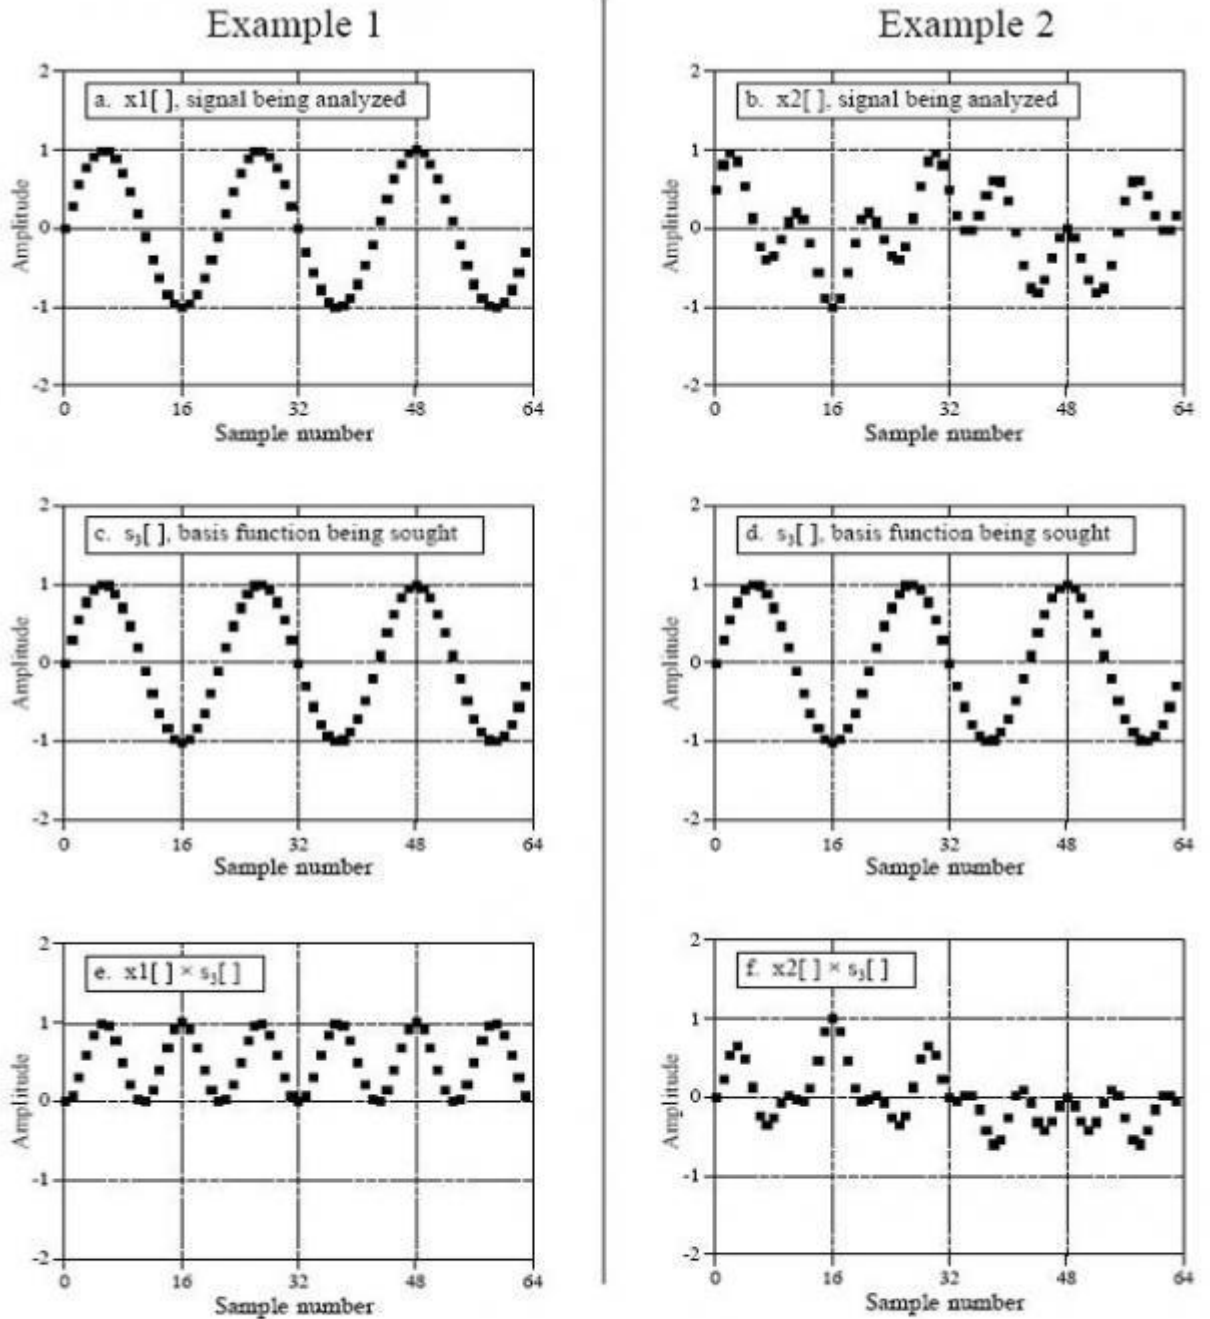 Example 1
Example 2
2
a. x1[ ], signal being analyzed
1
0
-1
-2
Amplitude
0 16 32 48 64
Sample number
2
b. x2[ ], signal being analyzed
1
0
-1
-2
Amplitude
0 16 32 48 64
Sample number
2
c. s₃[ ], basis function being sought
1
0
-1
-2
Amplitude
0 16 32 48 64
Sample number
2
d. s₃[ ], basis function being sought
1
0
-1
-2
Amplitude
0 16 32 48 64
Sample number
2
e. x1[ ] × s₃[ ]
1
0
-1
-2
Amplitude
0 16 32 48 64
Sample number
2
f. x2[ ] × s₃[ ]
1
0
-1
-2
Amplitude
0 16 32 48 64
Sample number